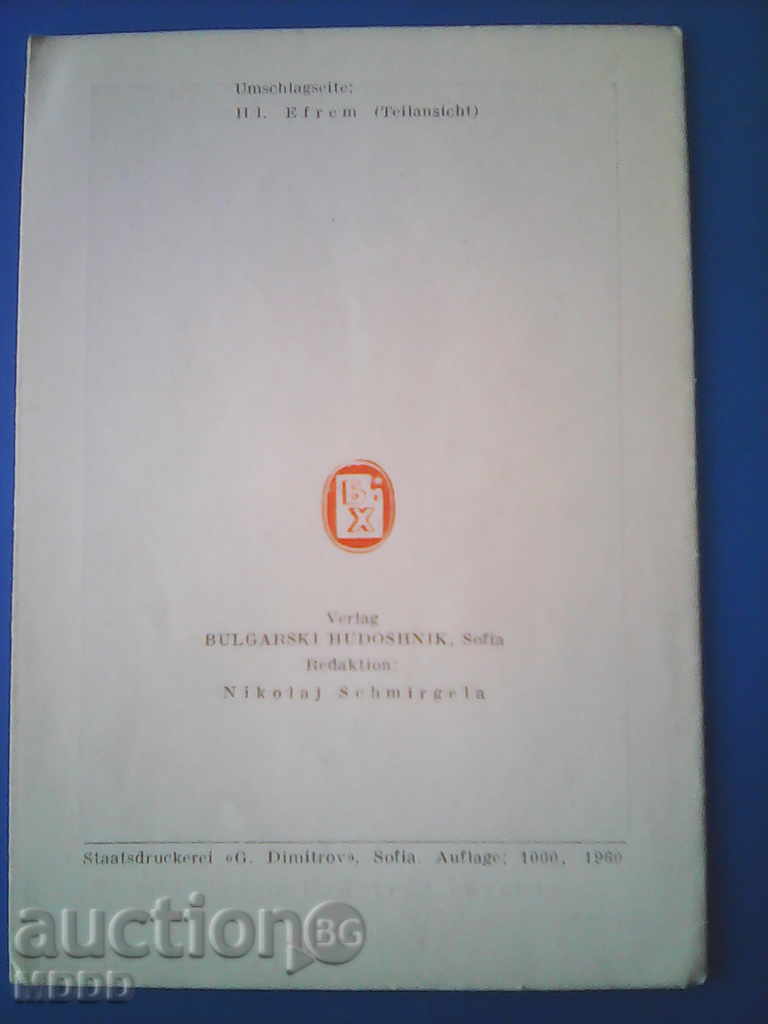 Umschlagseite:
Hl. Efrem (Teilansicht)
Б
Х
Verlag
BULGARSKI HUDOSHNIK, Sofia
Redaktion:
Nikolaj Schmirgela
Staatsdruckerei «G. Dimitrov», Sofia. Auflage: 1000, 1960
auction BG
MDDD